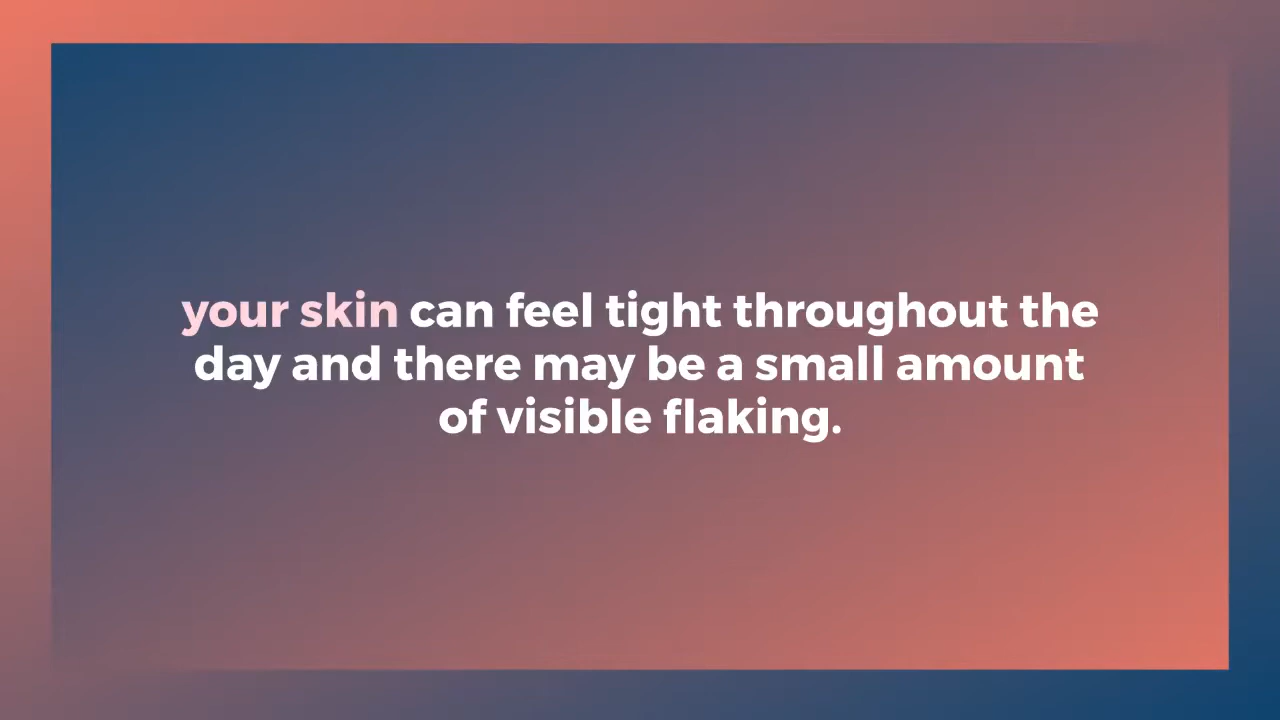 your skin can feel tight throughout the
day and there may be a small amount
of visible flaking.